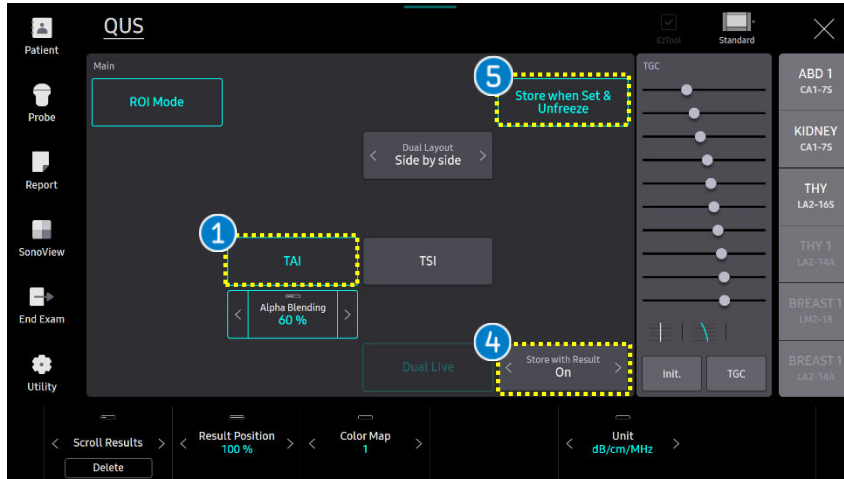 QUS
EzTool
Standard
Patient
Probe
Report
SonoView
End Exam
Utility
Main
ROI Mode
5
Store when Set &
Unfreeze
Dual Layout
Side by side
1
TAI
TSI
Alpha Blending
60 %
4
Dual Live
Store with Result
On
TGC
Init.
TGC
ABD 1
CA1-7S
KIDNEY
CA1-7S
THY
LA2-16S
THY 1
LA2-14A
BREAST 1
LM2-18
BREAST 1
LA2-14A
Scroll Results
Delete
Result Position
100 %
Color Map
1
Unit
dB/cm/MHz